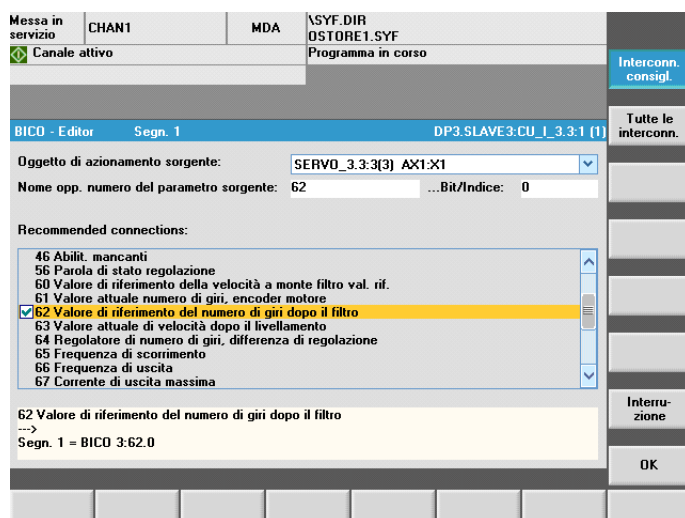 Messa in servizio
CHAN1
MDA
\SYF.DIR
OSTORE1.SYF
Canale attivo
Programma in corso
Interconn. consigl.
BICO - Editor Segn. 1 DP3.SLAVE3:CU_I_3.3:1 (1)
Tutte le interconn.
Oggetto di azionamento sorgente: SERVO_3.3:3(3) AX1:X1
Nome opp. numero del parametro sorgente: 62 ...Bit/Indice: 0
Recommended connections:
46 Abilit. mancanti
56 Parola di stato regolazione
60 Valore di riferimento della velocità a monte filtro val. rif.
61 Valore attuale numero di giri, encoder motore
62 Valore di riferimento del numero di giri dopo il filtro
63 Valore attuale di velocità dopo il livellamento
64 Regolatore di numero di giri, differenza di regolazione
65 Frequenza di scorrimento
66 Frequenza di uscita
67 Corrente di uscita massima
62 Valore di riferimento del numero di giri dopo il filtro
--->
Segn. 1 = BICO 3:62.0
Interru-
zione
OK